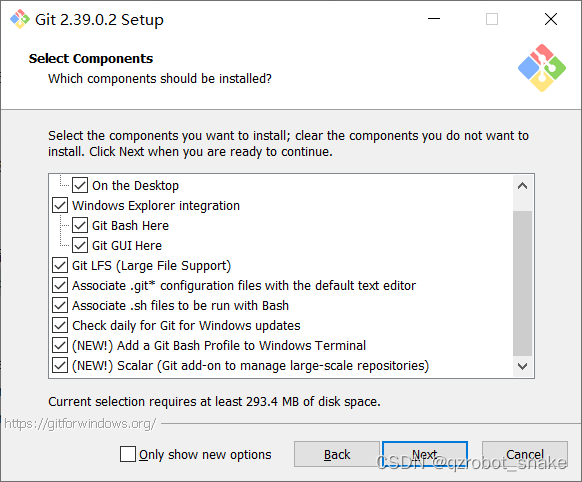 Git 2.39.0.2 Setup
Select Components
Which components should be installed?
Select the components you want to install; clear the components you do not want to
install. Click Next when you are ready to continue.
On the Desktop
Windows Explorer integration
Git Bash Here
Git GUI Here
Git LFS (Large File Support)
Associate .git* configuration files with the default text editor
Associate .sh files to be run with Bash
Check daily for Git for Windows updates
(NEW!) Add a Git Bash Profile to Windows Terminal
(NEW!) Scalar (Git add-on to manage large-scale repositories)
Current selection requires at least 293.4 MB of disk space.
https://gitforwindows.org/
Only show new options Back Next Cancel
CSDN @qzrobot_snake